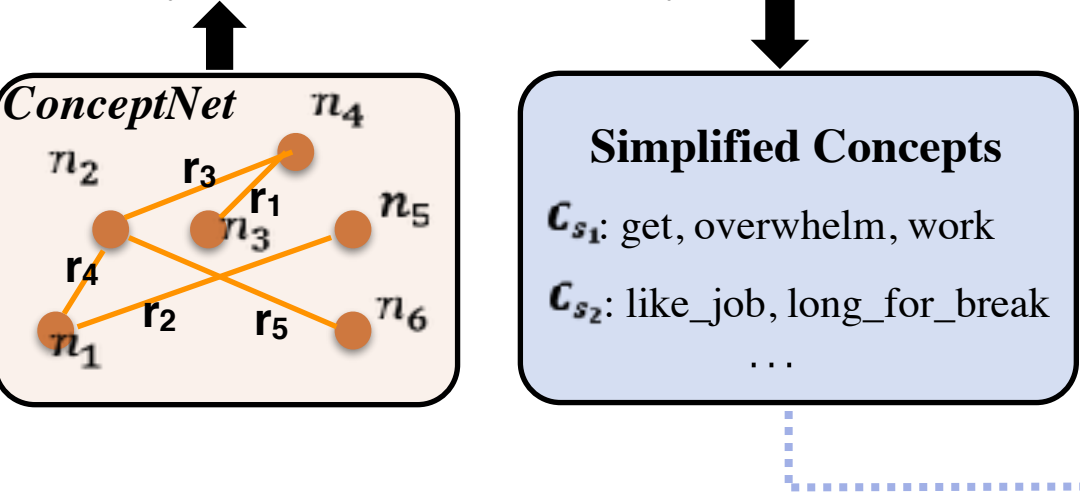 ConceptNet
n4
n2
r3
r1
n5
n3
r4
r2
r5
n6
n1
Simplified Concepts
Cs1: get, overwhelm, work
Cs2: like_job, long_for_break
...